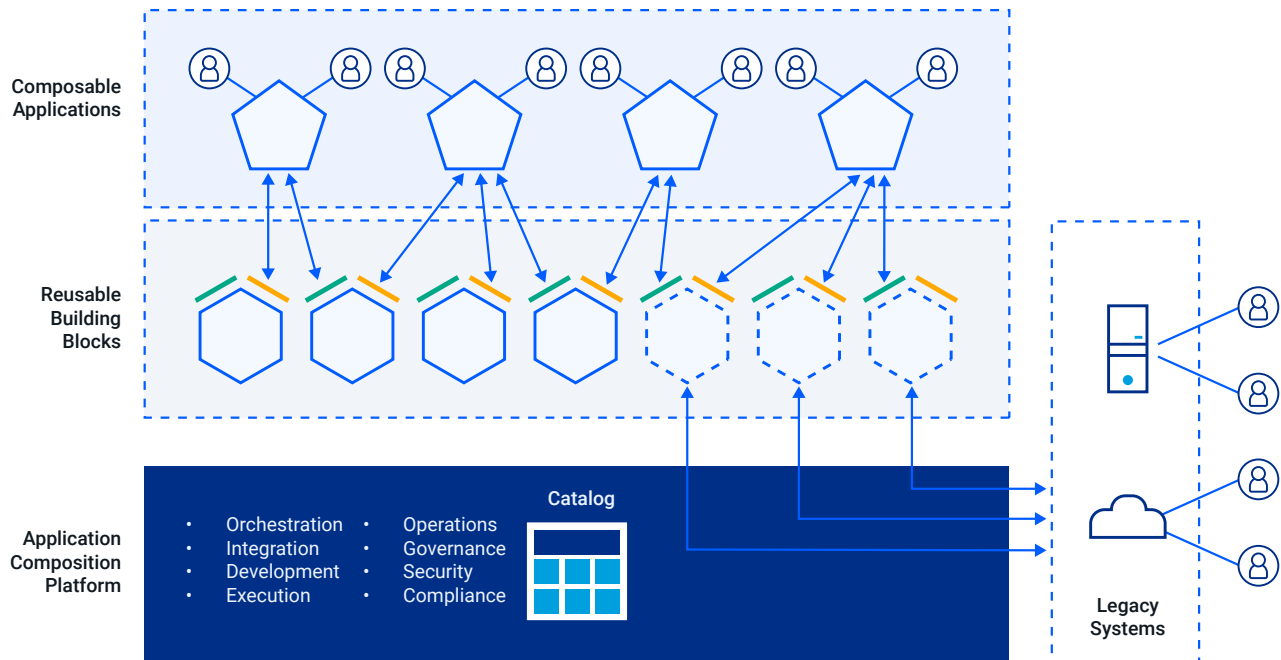 Composable
Applications
Reusable
Building
Blocks
Application
Composition
Platform
• Orchestration
• Integration
• Development
• Execution
• Operations
• Governance
• Security
• Compliance
Catalog
Legacy
Systems